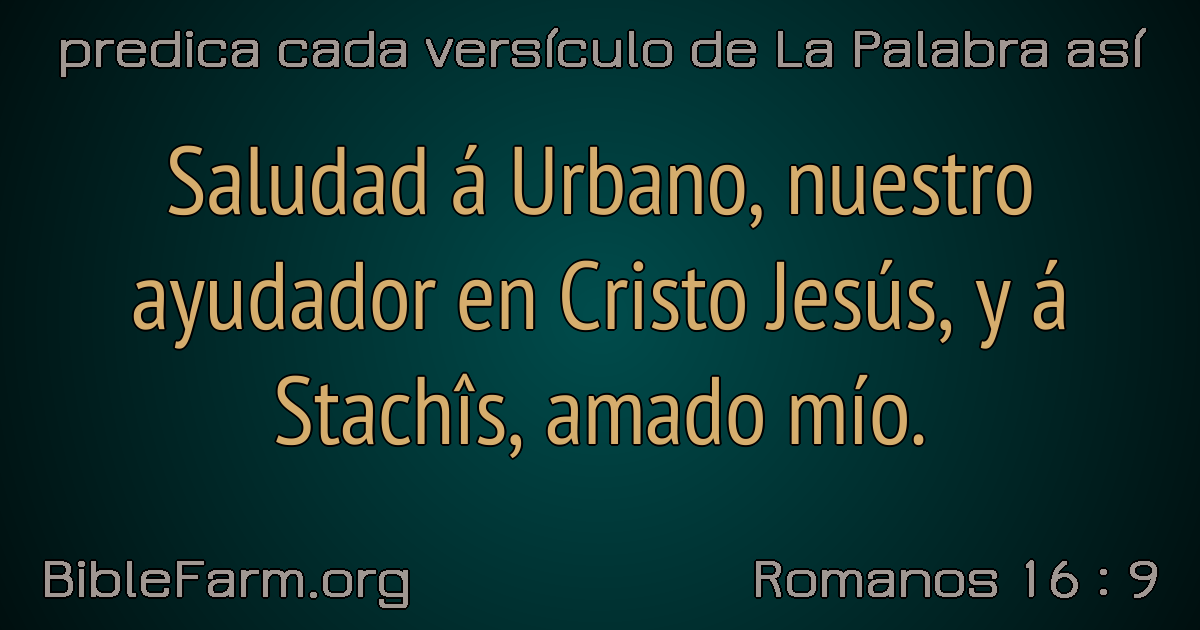 predica cada versículo de La Palabra así
Saludad á Urbano, nuestro
ayudador en Cristo Jesús, y á
Stachîs, amado mío.
BibleFarm.org
Romanos 16 : 9